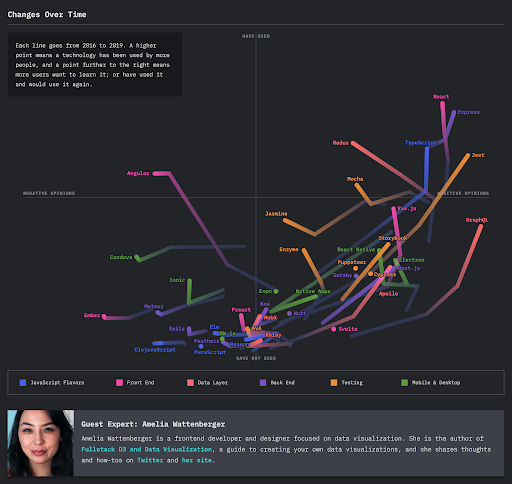 Changes Over Time
HAVE USED
Each line goes from 2016 to 2019. A higher
point means a technology has been used by more
people, and a point further to the right means
more users want to learn it; or have used it
and would use it again.
React
Express
Redux
TypeScript
Jest
Angular
Mocha
NEGATIVE OPINIONS
POSITIVE OPINIONS
Vue.js
Jasmine
GraphQL
Storybook
Enzyme
React Native
Cordova
Puppeteer
Electron
Next.js
Gatsby
Cypress
Ionic
Expo
Native Apps
Apollo
Meteor
Koa
Ember
Preact
MobX
Nuxt
Sails
Elm
AVA
Svelte
Relay
Feathers
Reason
ClojureScript
PureScript
HAVE NOT USED
JavaScript Flavors
Front End
Data Layer
Back End
Testing
Mobile & Desktop
Guest Expert: Amelia Wattenberger
Amelia Wattenberger is a frontend developer and designer focused on data visualization. She is the author of
Fullstack D3 and Data Visualization, a guide to creating your own data visualizations, and she shares thoughts
and how-tos on Twitter and her site.